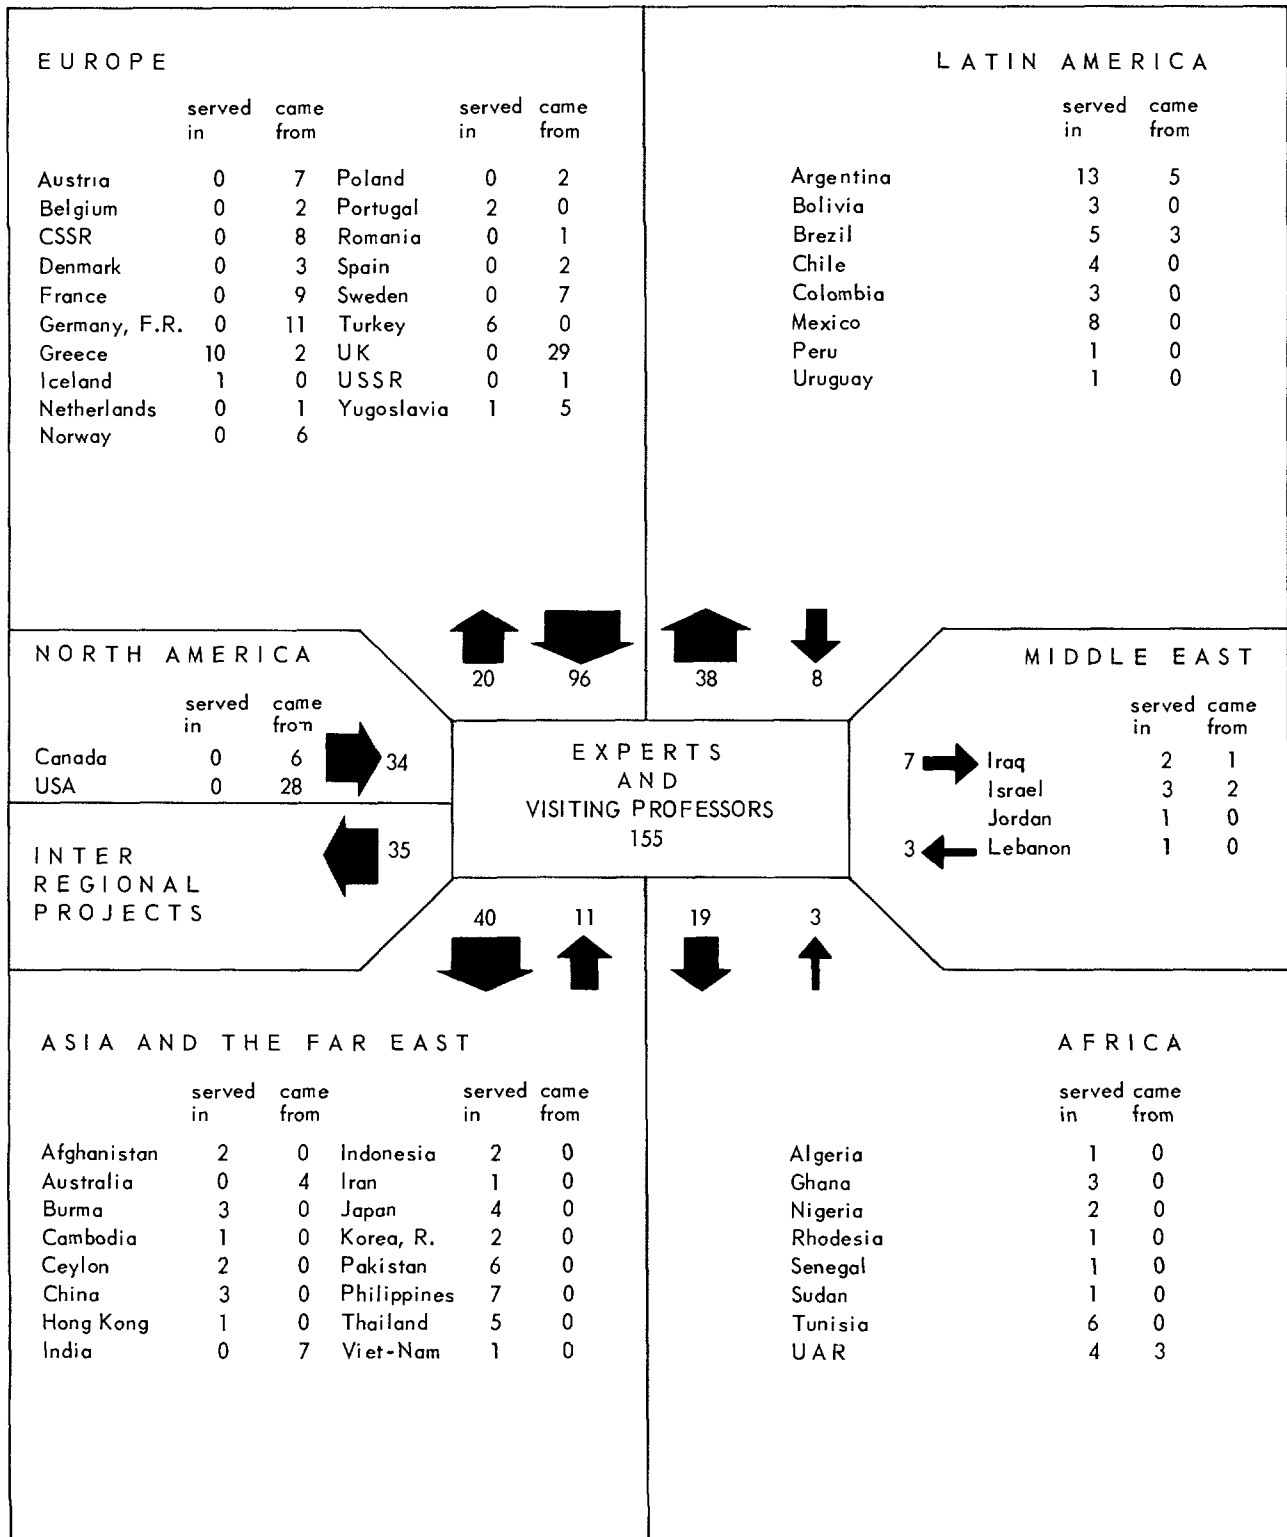 EUROPE
served in came from served in came from
Austria 0 7 Poland 0 2
Belgium 0 2 Portugal 2 0
CSSR 0 8 Romania 0 1
Denmark 0 3 Spain 0 2
France 0 9 Sweden 0 7
Germany, F.R. 0 11 Turkey 6 0
Greece 10 2 UK 0 29
Iceland 1 0 USSR 0 1
Netherlands 0 1 Yugoslavia 1 5
Norway 0 6
20 96
LATIN AMERICA
served in came from
Argentina 13 5
Bolivia 3 0
Brezil 5 3
Chile 4 0
Colombia 3 0
Mexico 8 0
Peru 1 0
Uruguay 1 0
38 8
NORTH AMERICA
served in came from
Canada 0 6
USA 0 28
34
EXPERTS
AND
VISITING PROFESSORS
155
MIDDLE EAST
served in came from
7 Iraq 2 1
Israel 3 2
Jordan 1 0
3 Lebanon 1 0
INTER
REGIONAL
PROJECTS
35
40 11
ASIA AND THE FAR EAST
served in came from served in came from
Afghanistan 2 0 Indonesia 2 0
Australia 0 4 Iran 1 0
Burma 3 0 Japan 4 0
Cambodia 1 0 Korea, R. 2 0
Ceylon 2 0 Pakistan 6 0
China 3 0 Philippines 7 0
Hong Kong 1 0 Thailand 5 0
India 0 7 Viet-Nam 1 0
19 3
AFRICA
served in came from
Algeria 1 0
Ghana 3 0
Nigeria 2 0
Rhodesia 1 0
Senegal 1 0
Sudan 1 0
Tunisia 6 0
UAR 4 3